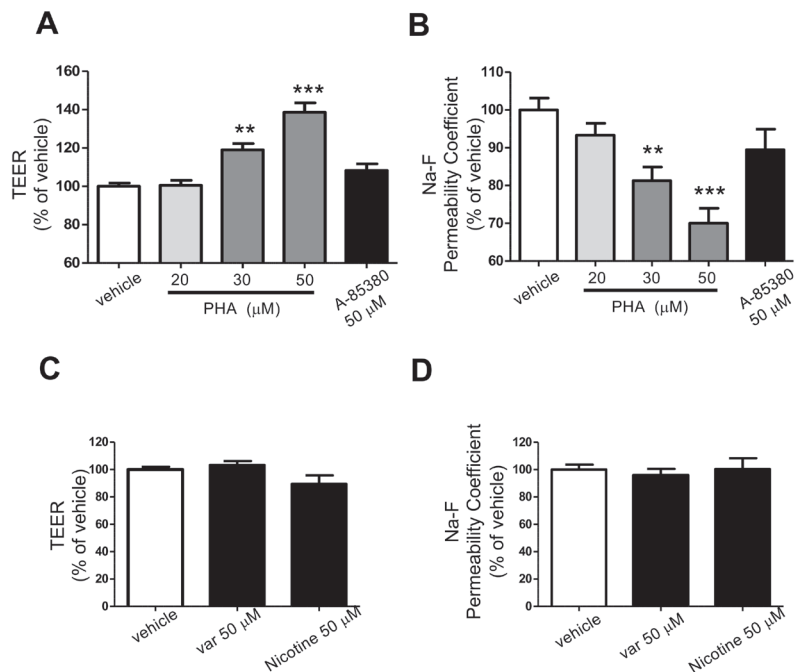 A
TEER
(% of vehicle)
160
140
120
100
80
60
**
***
vehicle
20
30
50
PHA (μM)
A-85380
50 μM
B
Na-F
Permeability Coefficient
(% of vehicle)
110
100
90
80
70
60
**
***
vehicle
20
30
50
PHA (μM)
A-85380
50 μM
C
TEER
(% of vehicle)
120
100
80
60
40
20
0
vehicle
var 50 μM
Nicotine 50 μM
D
Na-F
Permeability Coefficient
(% of vehicle)
120
100
80
60
40
20
0
vehicle
var 50 μM
Nicotine 50 μM